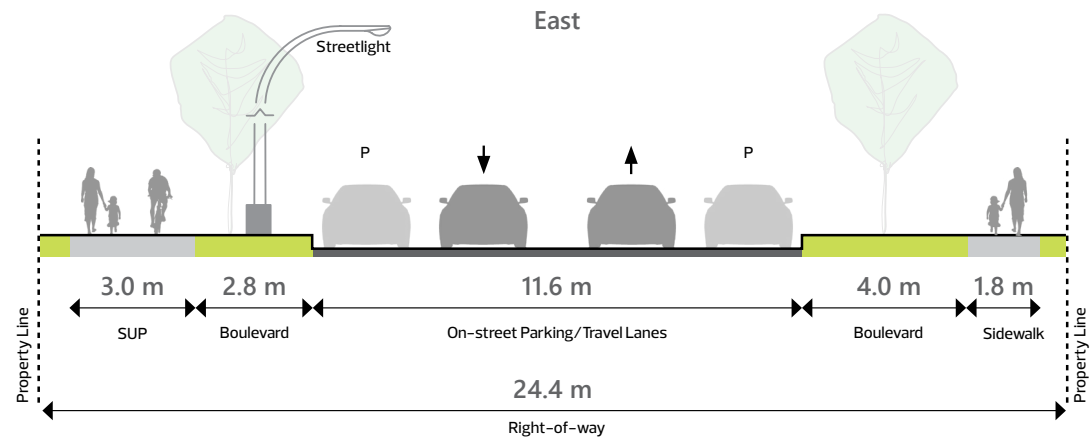 East
Streetlight
P
P
3.0 m
2.8 m
11.6 m
4.0 m
1.8 m
SUP
Boulevard
On-street Parking/Travel Lanes
Boulevard
Sidewalk
Property Line
Property Line
24.4 m
Right-of-way